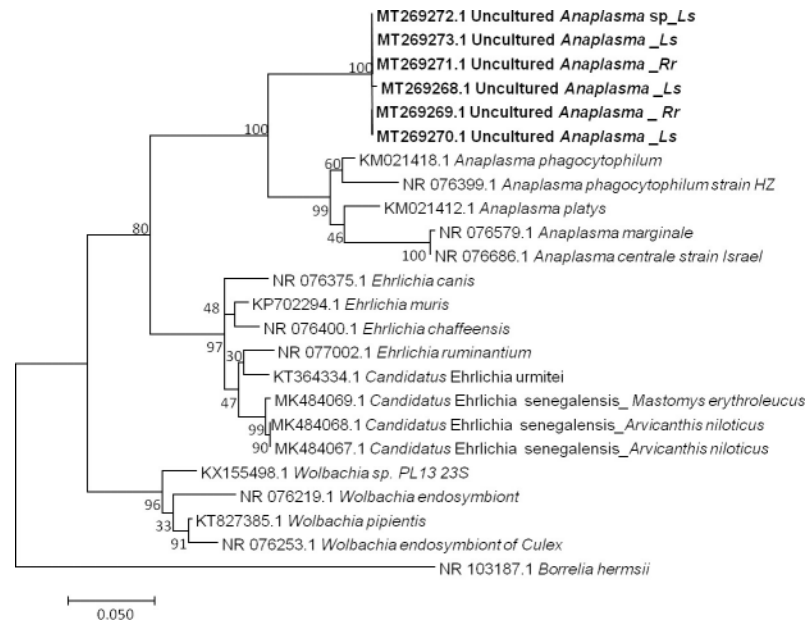 MT269272.1 Uncultured Anaplasma sp_Ls
MT269273.1 Uncultured Anaplasma _Ls
MT269271.1 Uncultured Anaplasma _Rr
100
MT269268.1 Uncultured Anaplasma _Ls
MT269269.1 Uncultured Anaplasma _ Rr
MT269270.1 Uncultured Anaplasma _Ls
100
KM021418.1 Anaplasma phagocytophilum
60
NR 076399.1 Anaplasma phagocytophilum strain HZ
99
KM021412.1 Anaplasma platys
80
46
NR 076579.1 Anaplasma marginale
100
NR 076686.1 Anaplasma centrale strain Israel
NR 076375.1 Ehrlichia canis
48
KP702294.1 Ehrlichia muris
NR 076400.1 Ehrlichia chaffeensis
97
30
NR 077002.1 Ehrlichia ruminantium
KT364334.1 Candidatus Ehrlichia urmitei
47
MK484069.1 Candidatus Ehrlichia senegalensis_ Mastomys erythroleucus
99
MK484068.1 Candidatus Ehrlichia senegalensis_Arvicanthis niloticus
90
MK484067.1 Candidatus Ehrlichia senegalensis_Arvicanthis niloticus
KX155498.1 Wolbachia sp. PL13 23S
96
NR 076219.1 Wolbachia endosymbiont
33
KT827385.1 Wolbachia pipientis
91
NR 076253.1 Wolbachia endosymbiont of Culex
NR 103187.1 Borrelia hermsii
0.050